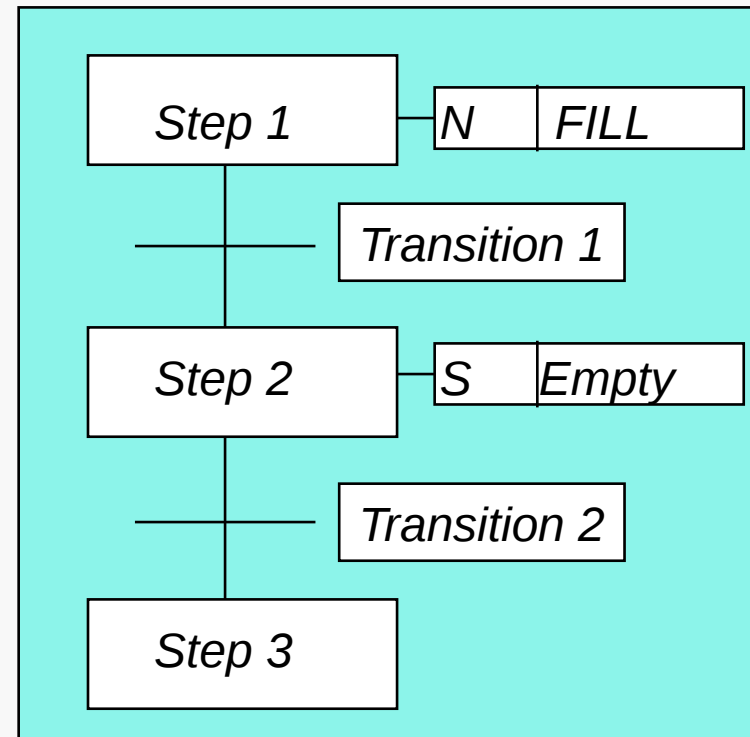 Step 1
N FILL
Transition 1
Step 2
S Empty
Transition 2
Step 3